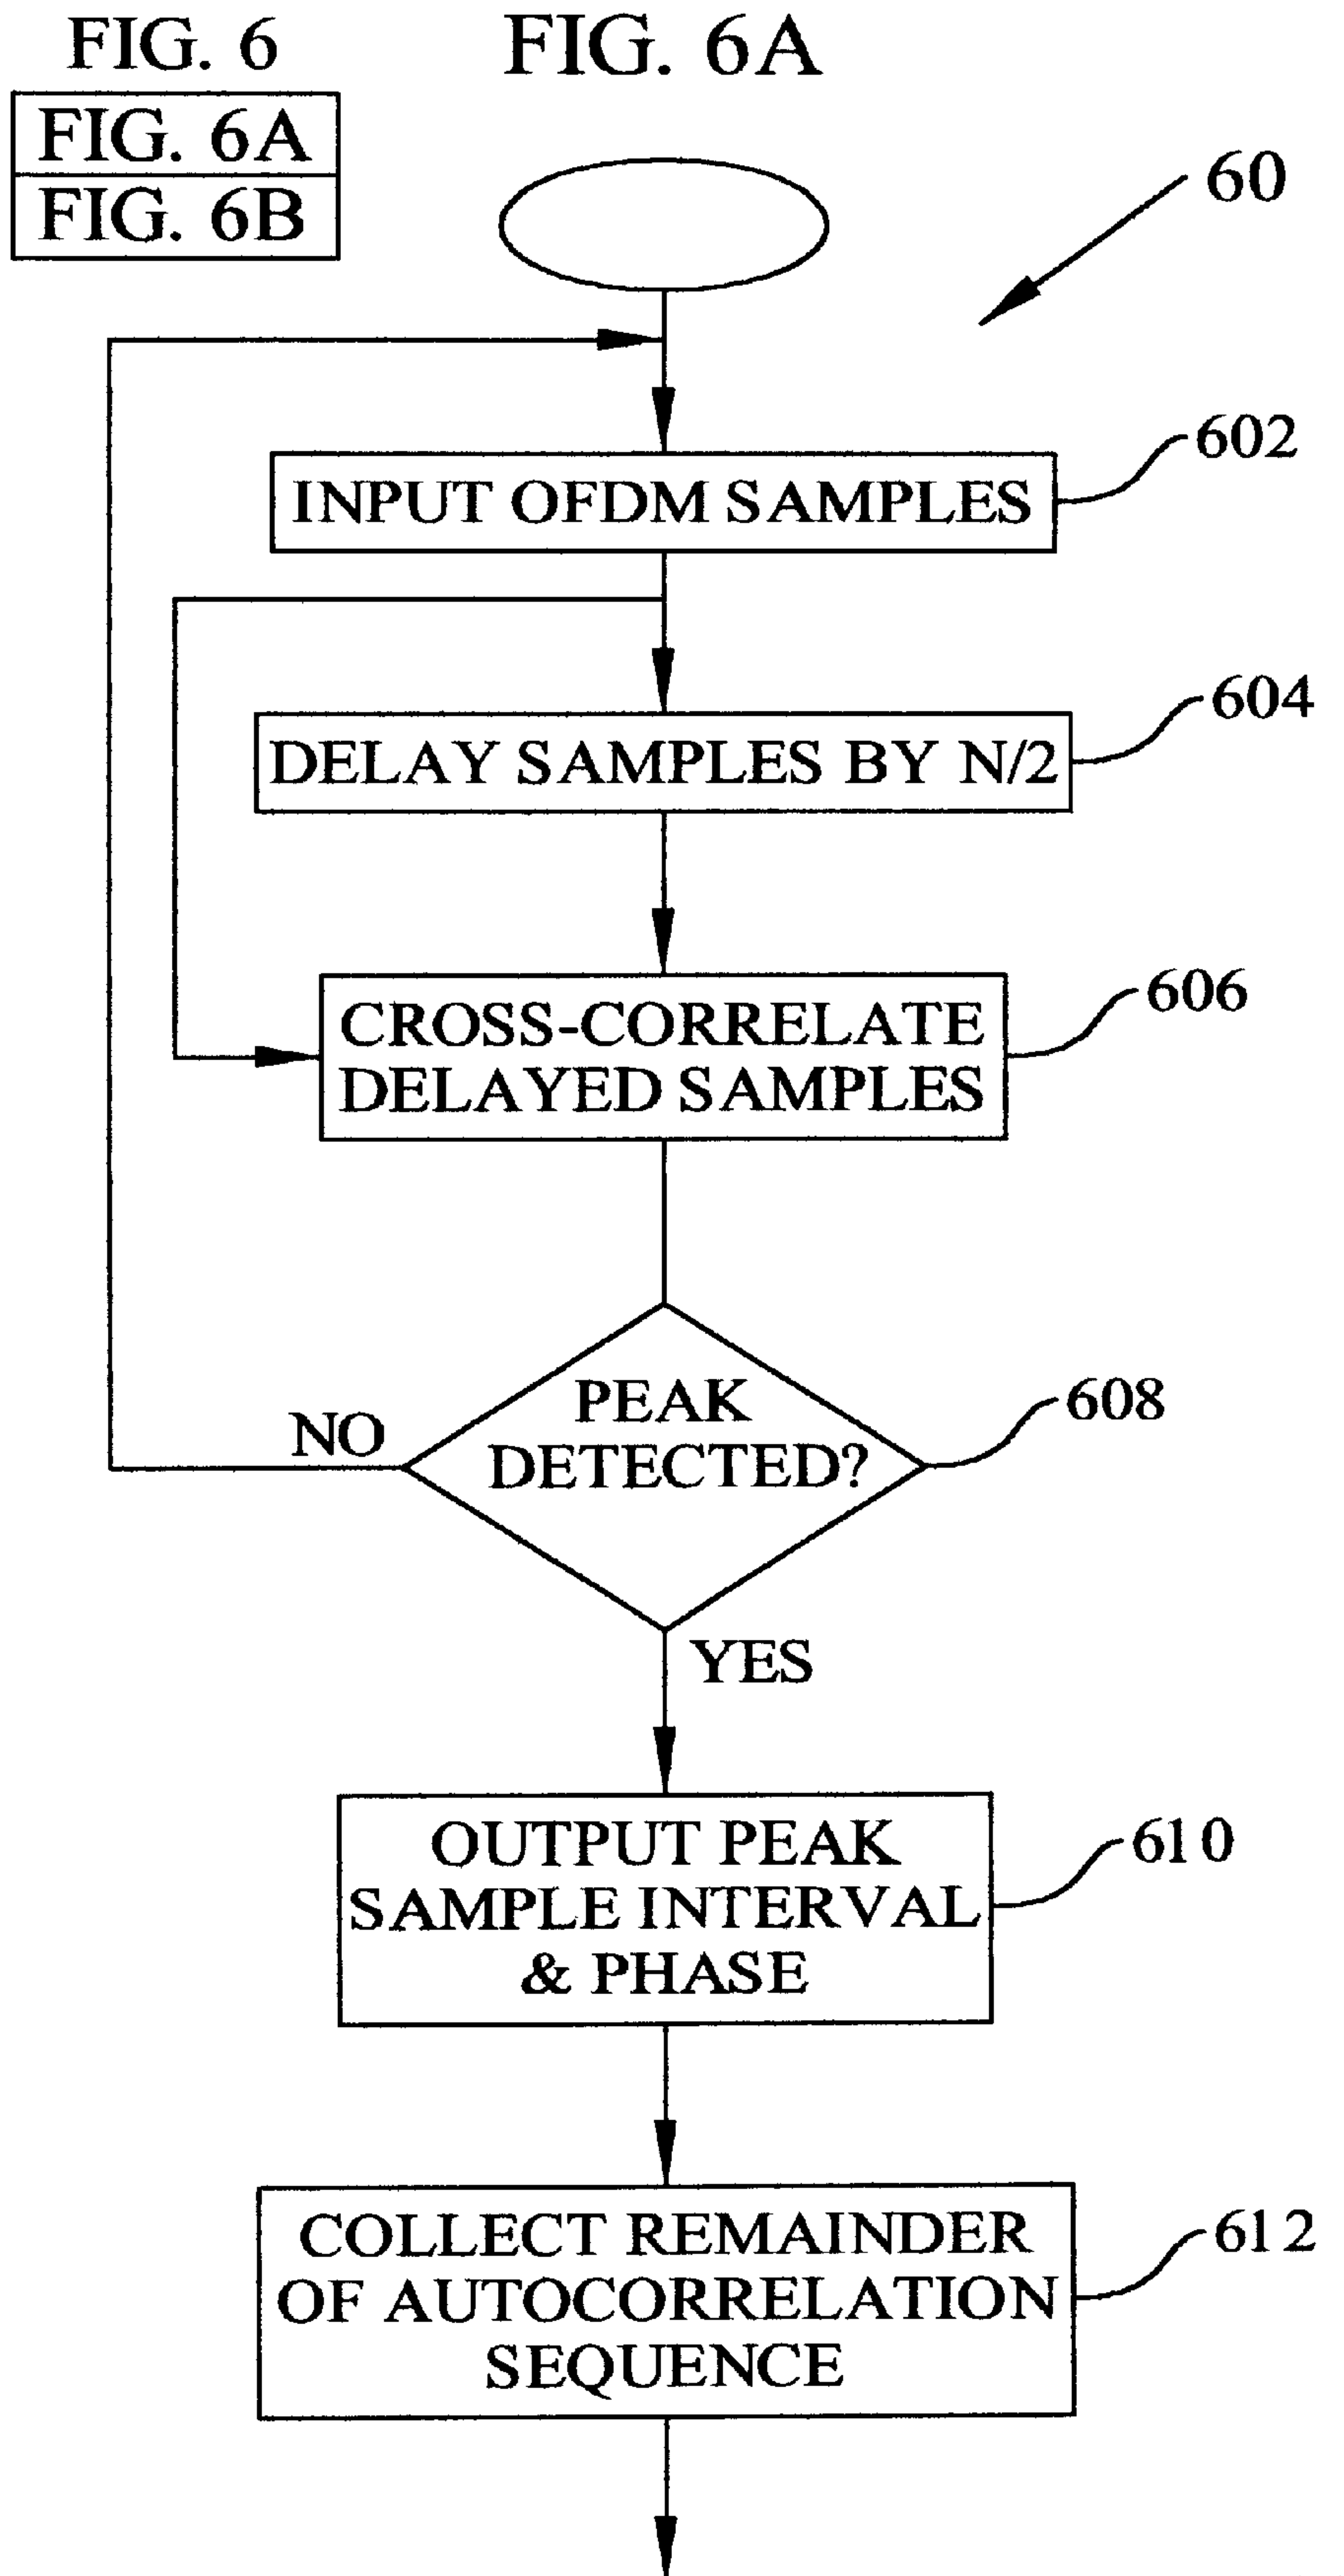 FIG. 6
FIG. 6A
FIG. 6A
FIG. 6B
60
602
INPUT OFDM SAMPLES
604
DELAY SAMPLES BY N/2
606
CROSS-CORRELATE
DELAYED SAMPLES
608
PEAK
DETECTED?
NO
YES
610
OUTPUT PEAK
SAMPLE INTERVAL
& PHASE
612
COLLECT REMAINDER
OF AUTOCORRELATION
SEQUENCE